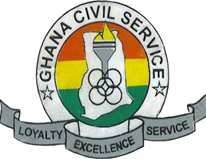 GHANA CIVIL SERVICE
LOYALTY EXCELLENCE SERVICE